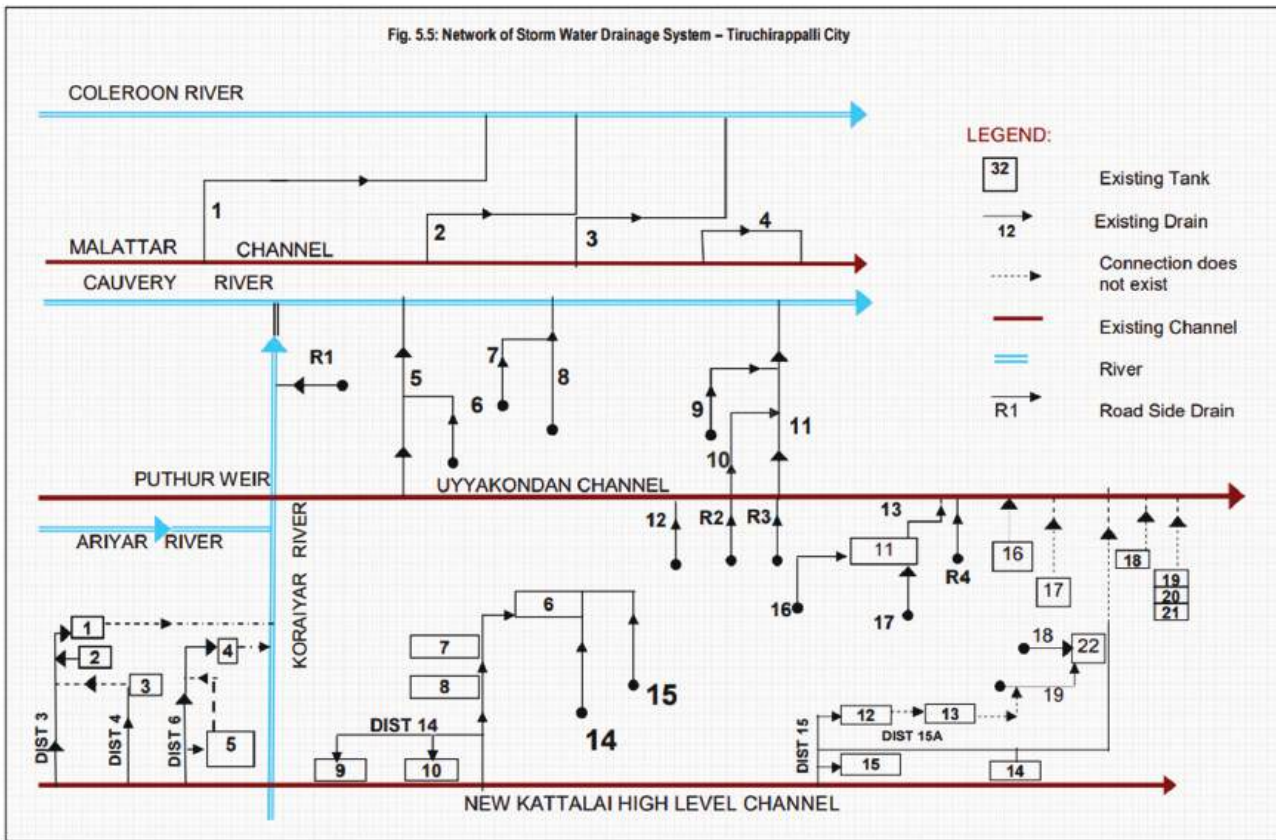 Fig. 5.5: Network of Storm Water Drainage System – Tiruchirappalli City
COLEROON RIVER
LEGEND:
32
Existing Tank
Existing Drain
12
Connection does
not exist
Existing Channel
River
R1
Road Side Drain
1
2
3
4
MALATTAR CHANNEL
CAUVERY RIVER
R1
5
6
7
8
9
10
11
PUTHUR WEIR
UYYAKONDAN CHANNEL
ARIYAR RIVER
KORAIYAR RIVER
12
R2
R3
13
R4
11
16
17
16
17
18
19
20
21
1
2
3
4
5
DIST 3
DIST 4
DIST 6
6
7
8
14
15
DIST 14
9
10
18
22
19
12
13
DIST 15A
DIST 15
15
14
NEW KATTALAI HIGH LEVEL CHANNEL